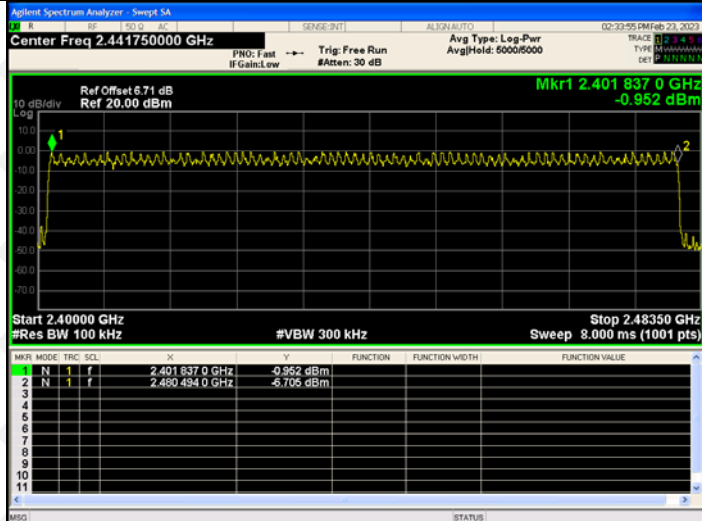 Agilent Spectrum Analyzer - Swept SA
R RF 50 Ω AC SENSE:INT ALIGN AUTO 02:33:55 PM Feb 23, 2023
Center Freq 2.441750000 GHz
PNO: Fast
IFGain:Low
Trig: Free Run
#Atten: 30 dB
Avg Type: Log-Pwr
Avg|Hold: 5000/5000
TRACE 1 2 3 4 5 6
TYPE M
DET P N N N N N
Mkr1 2.401 837 0 GHz
-0.952 dBm
Ref Offset 6.71 dB
10 dB/div Ref 20.00 dBm
Log
10.0
0.00
-10.0
-20.0
-30.0
-40.0
-50.0
-60.0
-70.0
1
2
Start 2.40000 GHz Stop 2.48350 GHz
#Res BW 100 kHz #VBW 300 kHz Sweep 8.000 ms (1001 pts)
MKR MODE TRC SCL X Y FUNCTION FUNCTION WIDTH FUNCTION VALUE
1 N 1 f 2.401 837 0 GHz -0.952 dBm
2 N 1 f 2.480 494 0 GHz -6.705 dBm
3
4
5
6
7
8
9
10
11
MSG STATUS